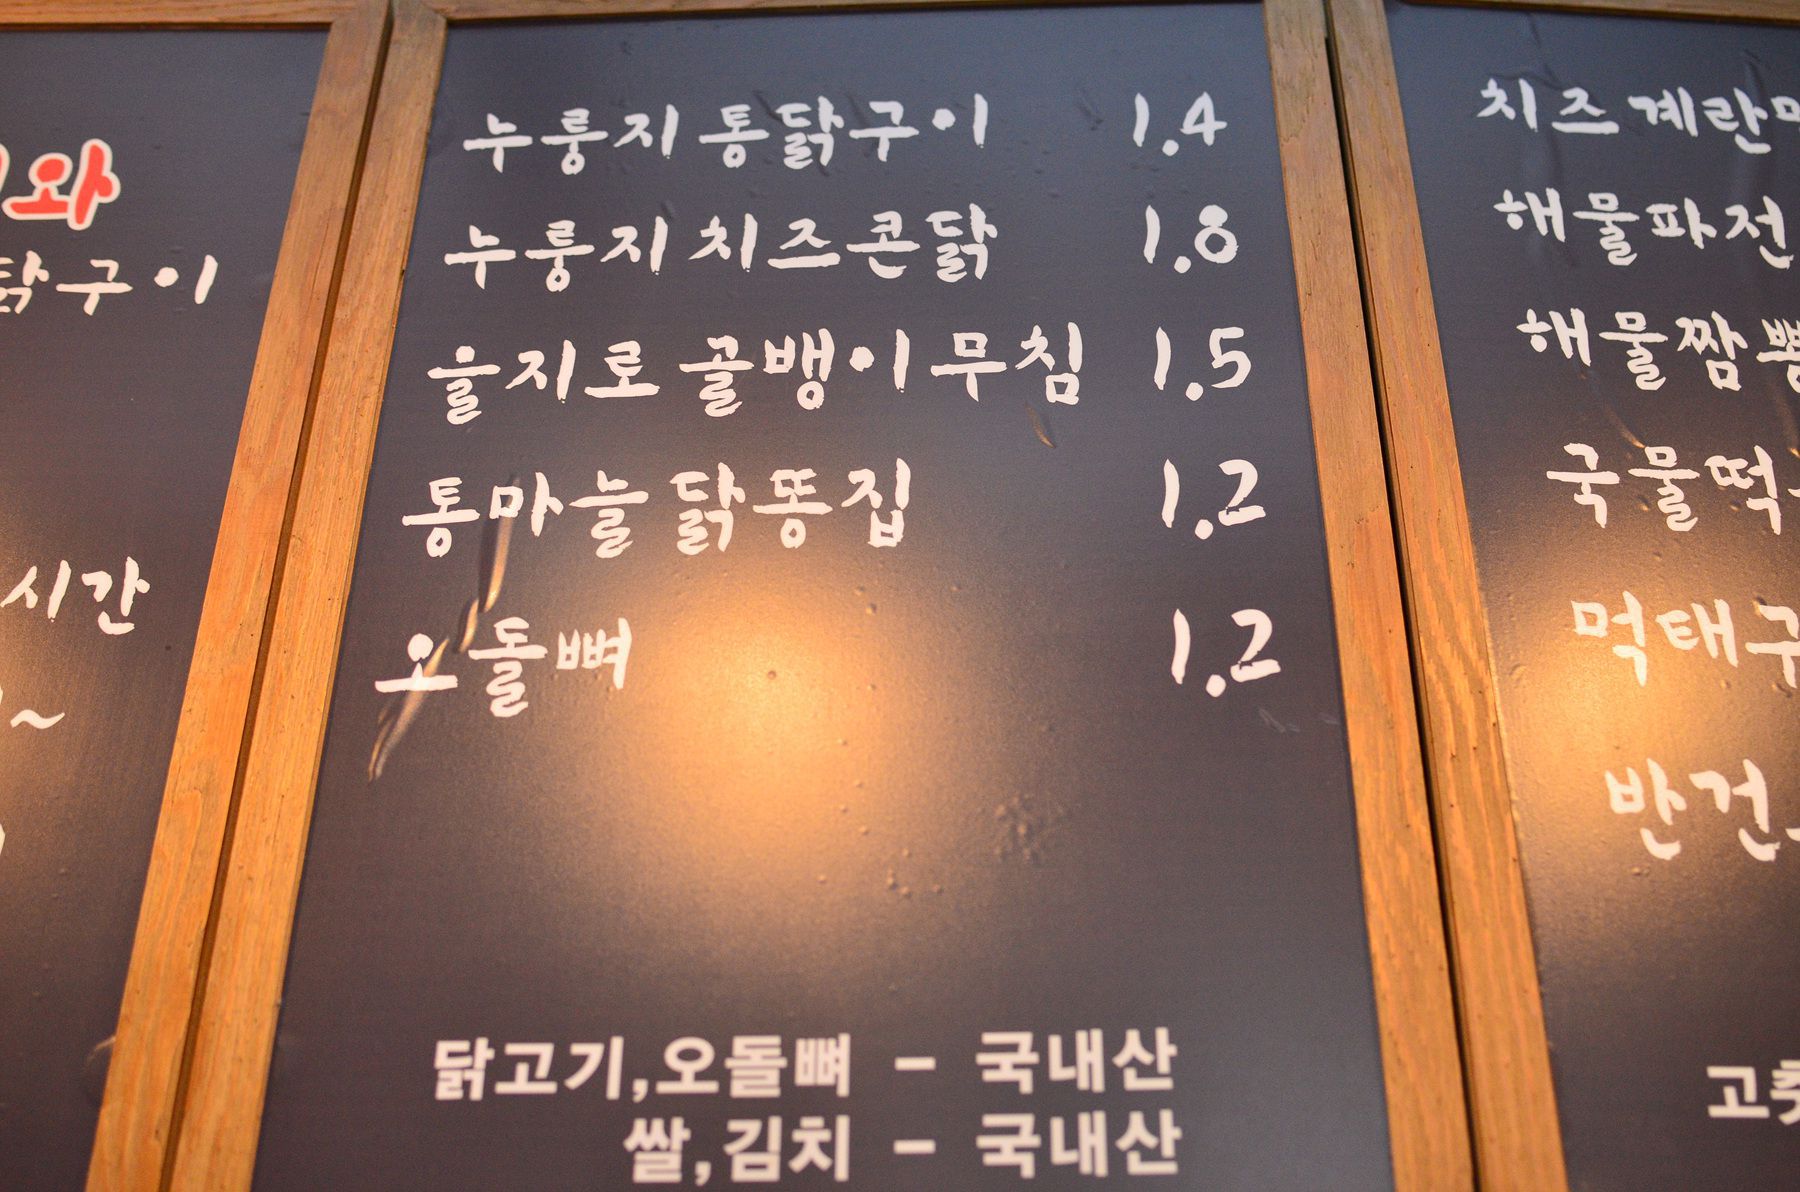 와
닭구이
시간
~
누룽지 통닭구이 1.4
누룽지 치즈콘닭 1.8
을지로 골뱅이무침 1.5
통마늘 닭똥집 1.2
오돌뼈 1.2
닭고기,오돌뼈 - 국내산
쌀,김치 - 국내산
치즈계란
해물파전
해물짬뽕
국물떡
먹태구
반건
고춧